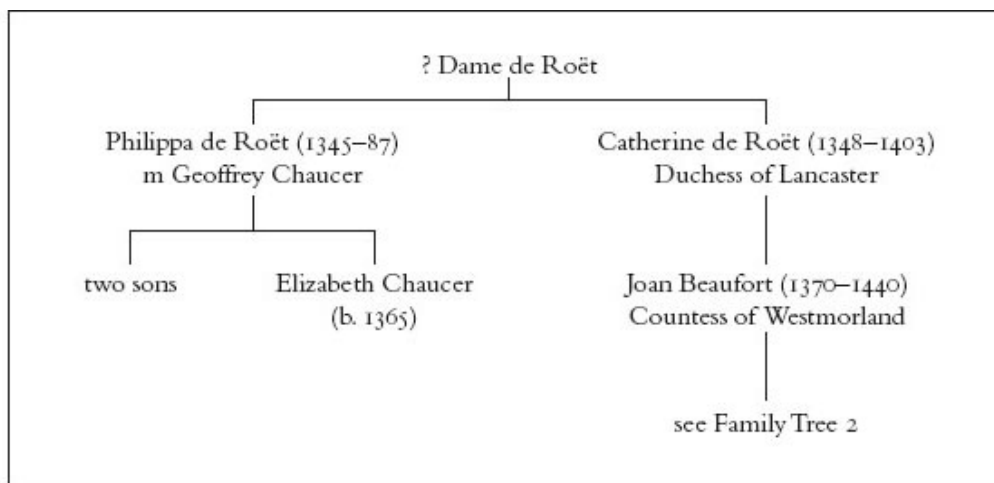 ? Dame de Roët
Philippa de Roët (1345–87)
m Geoffrey Chaucer
Catherine de Roët (1348–1403)
Duchess of Lancaster
two sons
Elizabeth Chaucer
(b. 1365)
Joan Beaufort (1370–1440)
Countess of Westmorland
see Family Tree 2